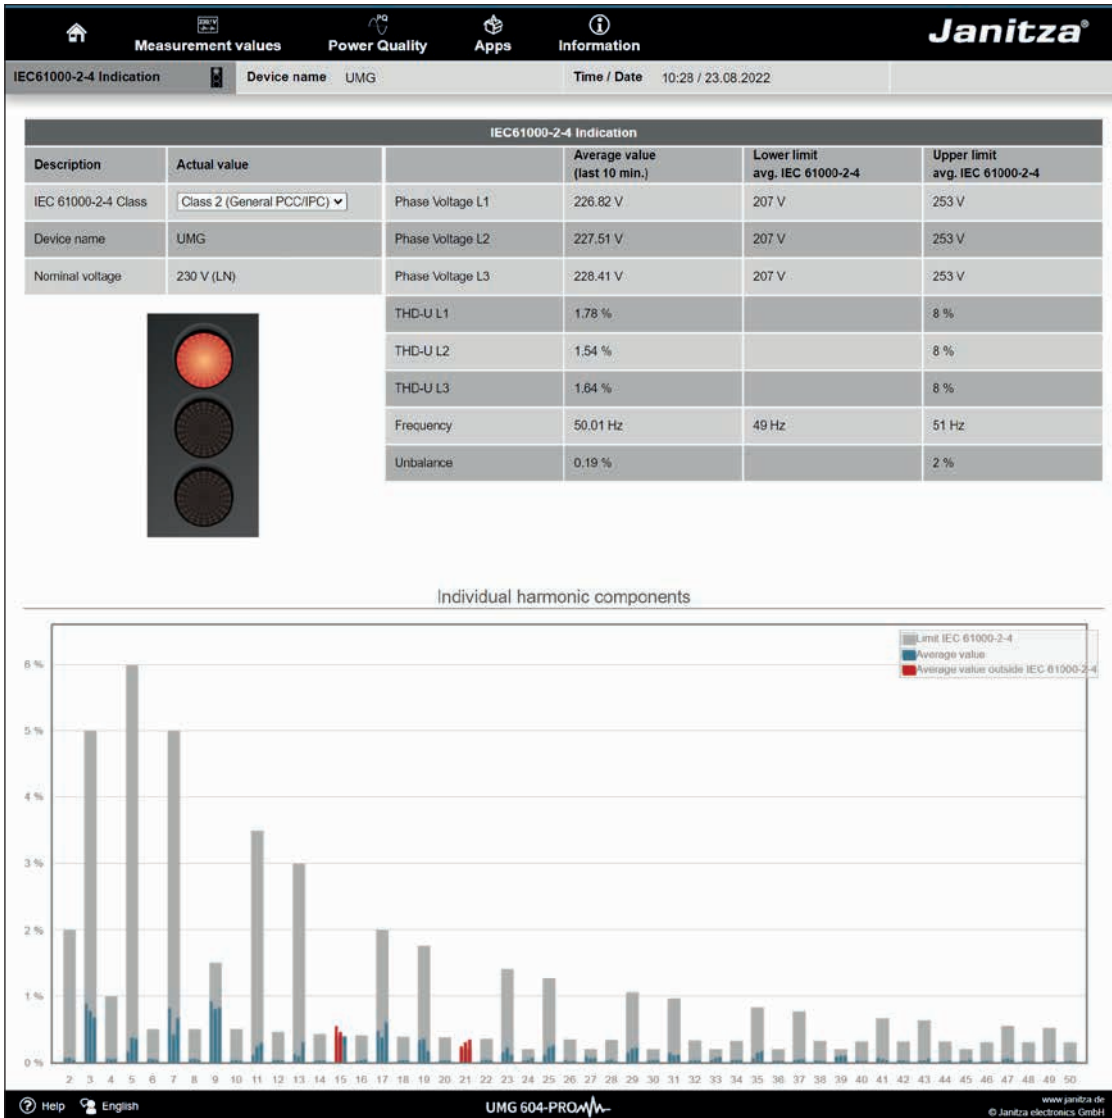 230/V
PQ
Measurement values Power Quality Apps Information
Janitza®
IEC61000-2-4 Indication Device name UMG Time / Date 10:28 / 23.08.2022
IEC61000-2-4 Indication
Description Actual value Average value (last 10 min.) Lower limit avg. IEC 61000-2-4 Upper limit avg. IEC 61000-2-4
IEC 61000-2-4 Class Class 2 (General PCC/IPC) Phase Voltage L1 226.82 V 207 V 253 V
Device name UMG Phase Voltage L2 227.51 V 207 V 253 V
Nominal voltage 230 V (LN) Phase Voltage L3 228.41 V 207 V 253 V
THD-U L1 1.78 % 8 %
THD-U L2 1.54 % 8 %
THD-U L3 1.64 % 8 %
Frequency 50.01 Hz 49 Hz 51 Hz
Unbalance 0.19 % 2 %
Individual harmonic components
Limit IEC 61000-2-4
Average value
Average value outside IEC 61000-2-4
6 %
5 %
4 %
3 %
2 %
1 %
0 %
2 3 4 5 6 7 8 9 10 11 12 13 14 15 16 17 18 19 20 21 22 23 24 25 26 27 28 29 30 31 32 33 34 35 36 37 38 39 40 41 42 43 44 45 46 47 48 49 50
Help English UMG 604-PRO www.janitza.de
© Janitza electronics GmbH